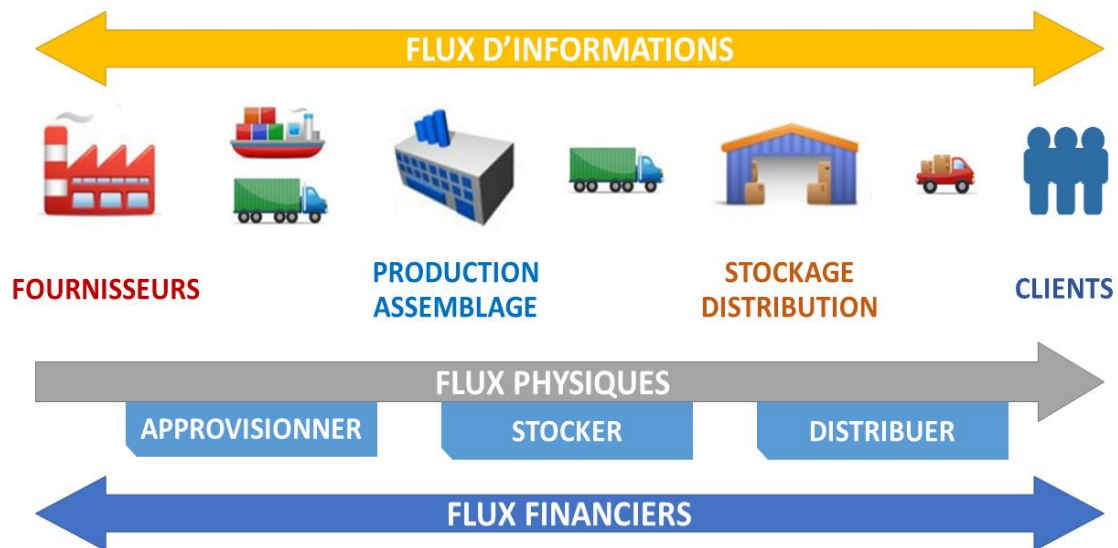 FLUX D’INFORMATIONS
FOURNISSEURS
PRODUCTION
ASSEMBLAGE
STOCKAGE
DISTRIBUTION
CLIENTS
FLUX PHYSIQUES
APPROVISIONNER
STOCKER
DISTRIBUER
FLUX FINANCIERS